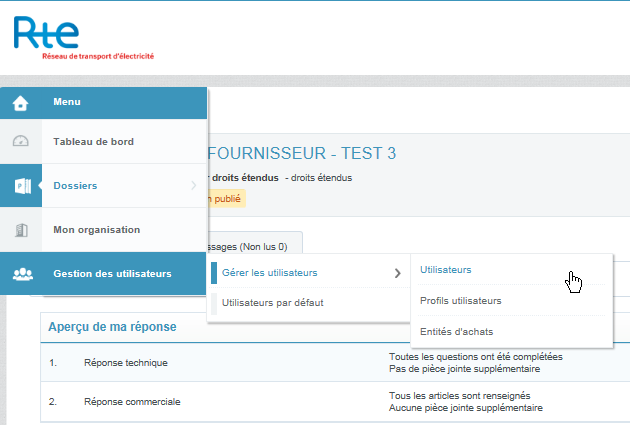 Rte
Réseau de transport d'électricité
Menu
Tableau de bord
FOURNISSEUR - TEST 3
Dossiers
droits étendus - droits étendus
publié
Mon organisation
ssages (Non lus 0)
Gestion des utilisateurs
Gérer les utilisateurs
Utilisateurs par défaut
Utilisateurs
Profils utilisateurs
Entités d'achats
Aperçu de ma réponse
1. Réponse technique
Toutes les questions ont été complétées
Pas de pièce jointe supplémentaire
2. Réponse commerciale
Tous les articles sont renseignés
Aucune pièce jointe supplémentaire